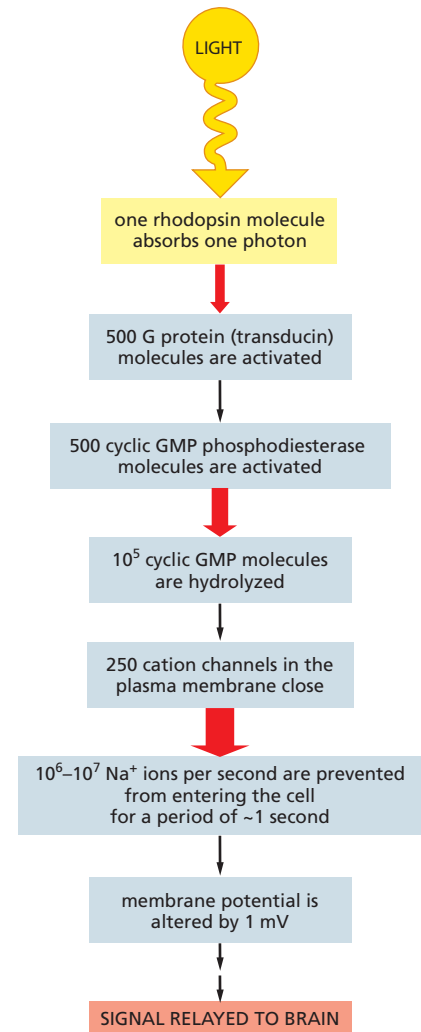 LIGHT
one rhodopsin molecule
absorbs one photon
500 G protein (transducin)
molecules are activated
500 cyclic GMP phosphodiesterase
molecules are activated
10⁵ cyclic GMP molecules
are hydrolyzed
250 cation channels in the
plasma membrane close
10⁶–10⁷ Na⁺ ions per second are prevented
from entering the cell
for a period of ~1 second
membrane potential is
altered by 1 mV
SIGNAL RELAYED TO BRAIN